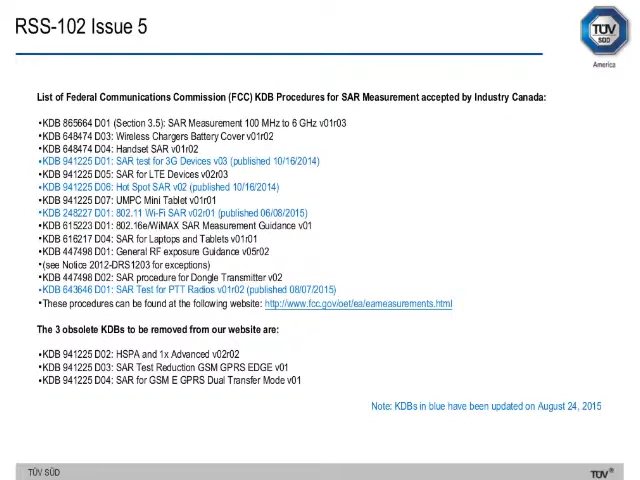 RSS-102 Issue 5
TÜV
SÜD
America
List of Federal Communications Commission (FCC) KDB Procedures for SAR Measurement accepted by Industry Canada:
•KDB 865664 D01 (Section 3.5): SAR Measurement 100 MHz to 6 GHz v01r03
•KDB 648474 D03: Wireless Chargers Battery Cover v01r02
•KDB 648474 D04: Handset SAR v01r02
•KDB 941225 D01: SAR test for 3G Devices v03 (published 10/16/2014)
•KDB 941225 D05: SAR for LTE Devices v02r03
•KDB 941225 D06: Hot Spot SAR v02 (published 10/16/2014)
•KDB 941225 D07: UMPC Mini Tablet v01r01
•KDB 248227 D01: 802.11 Wi-Fi SAR v02r01 (published 06/08/2015)
•KDB 615223 D01: 802.16e/WiMAX SAR Measurement Guidance v01
•KDB 616217 D04: SAR for Laptops and Tablets v01r01
•KDB 447498 D01: General RF exposure Guidance v05r02
•(see Notice 2012-DRS1203 for exceptions)
•KDB 447498 D02: SAR procedure for Dongle Transmitter v02
•KDB 643646 D01: SAR Test for PTT Radios v01r02 (published 08/07/2015)
•These procedures can be found at the following website: http://www.fcc.gov/oet/ea/eameasurements.html
The 3 obsolete KDBs to be removed from our website are:
•KDB 941225 D02: HSPA and 1x Advanced v02r02
•KDB 941225 D03: SAR Test Reduction GSM GPRS EDGE v01
•KDB 941225 D04: SAR for GSM E GPRS Dual Transfer Mode v01
Note: KDBs in blue have been updated on August 24, 2015
TÜV SÜD
TÜV®